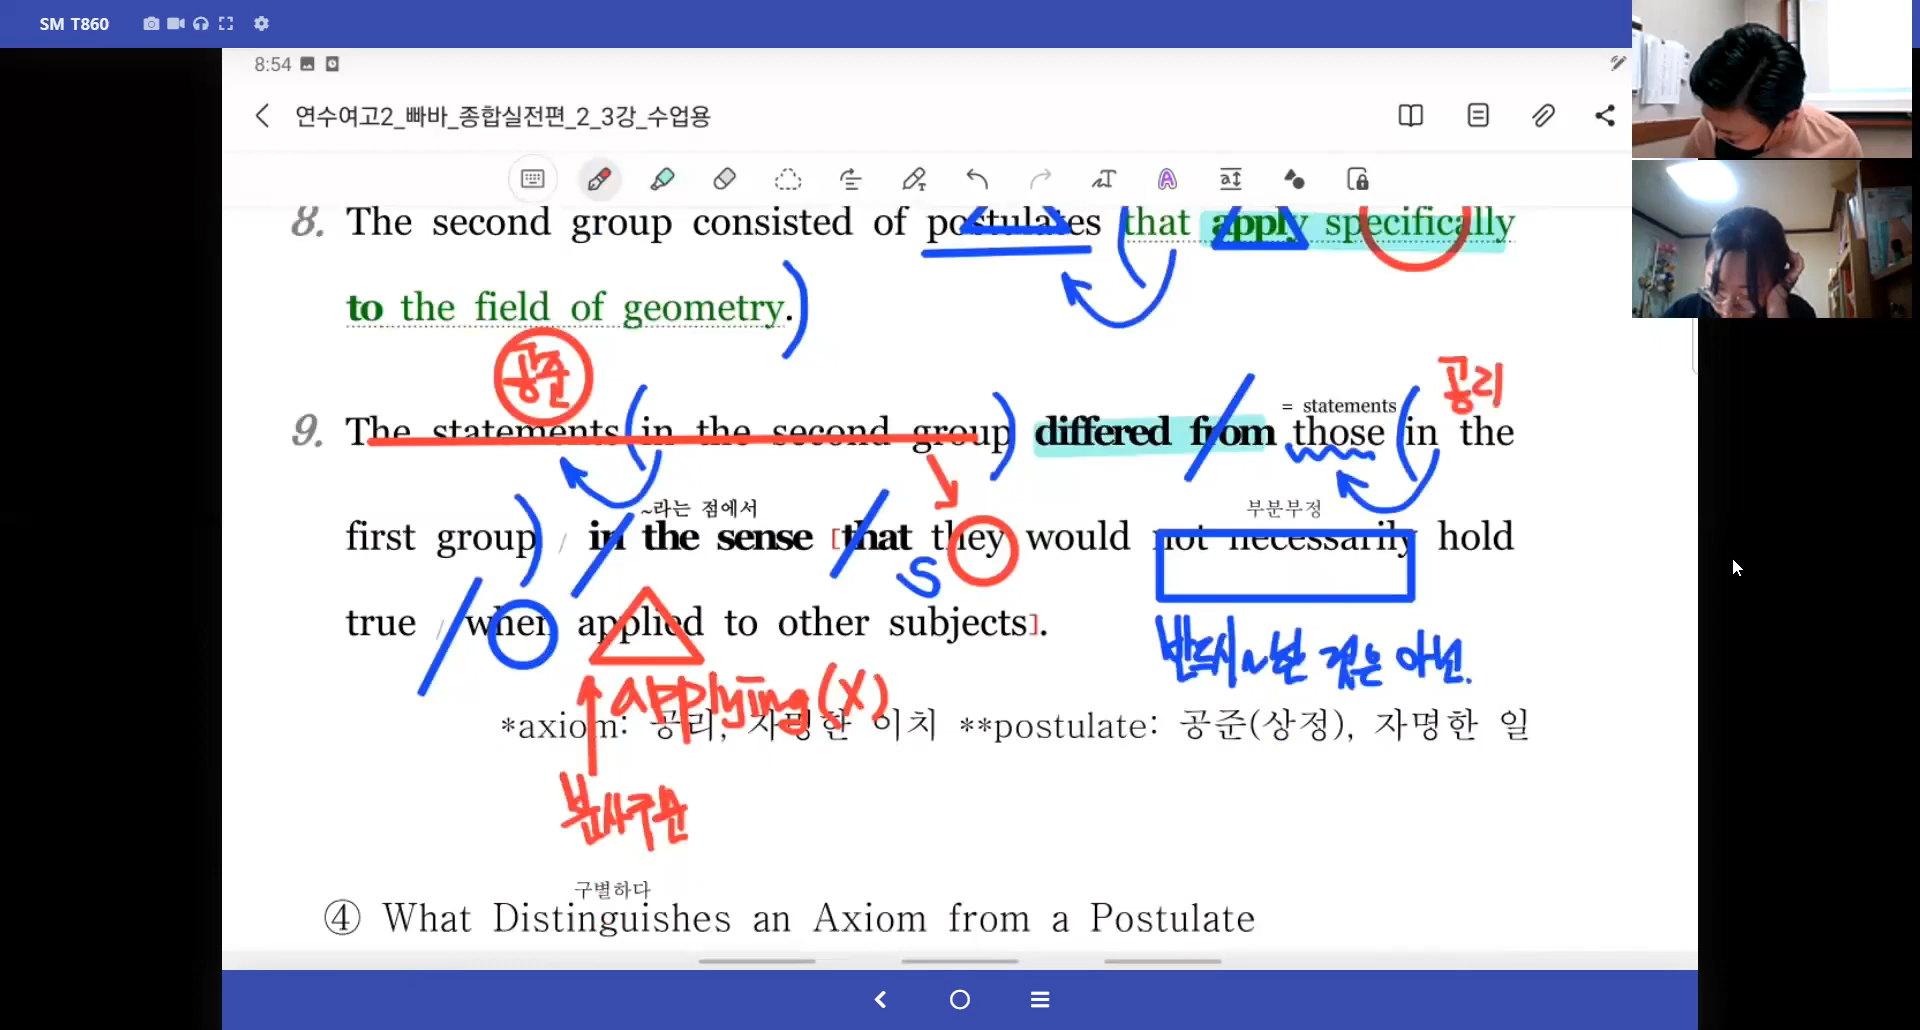 SM T860
8:54
연수여고2_빠바_종합실전편_2_3강_수업용
8. The second group consisted of postulates that apply specifically
to the field of geometry.
공준
공리
= statements
9. The statements in the second group differed from those in the
~라는 점에서
부분부정
first group / in the sense [that they would not necessarily hold
S
true / when applied to other subjects].
반드시 ~한 것은 아닌.
applying(X)
*axiom: 공리, 자명한 이치 **postulate: 공준(상정), 자명한 일
분사구문
구별하다
④ What Distinguishes an Axiom from a Postulate